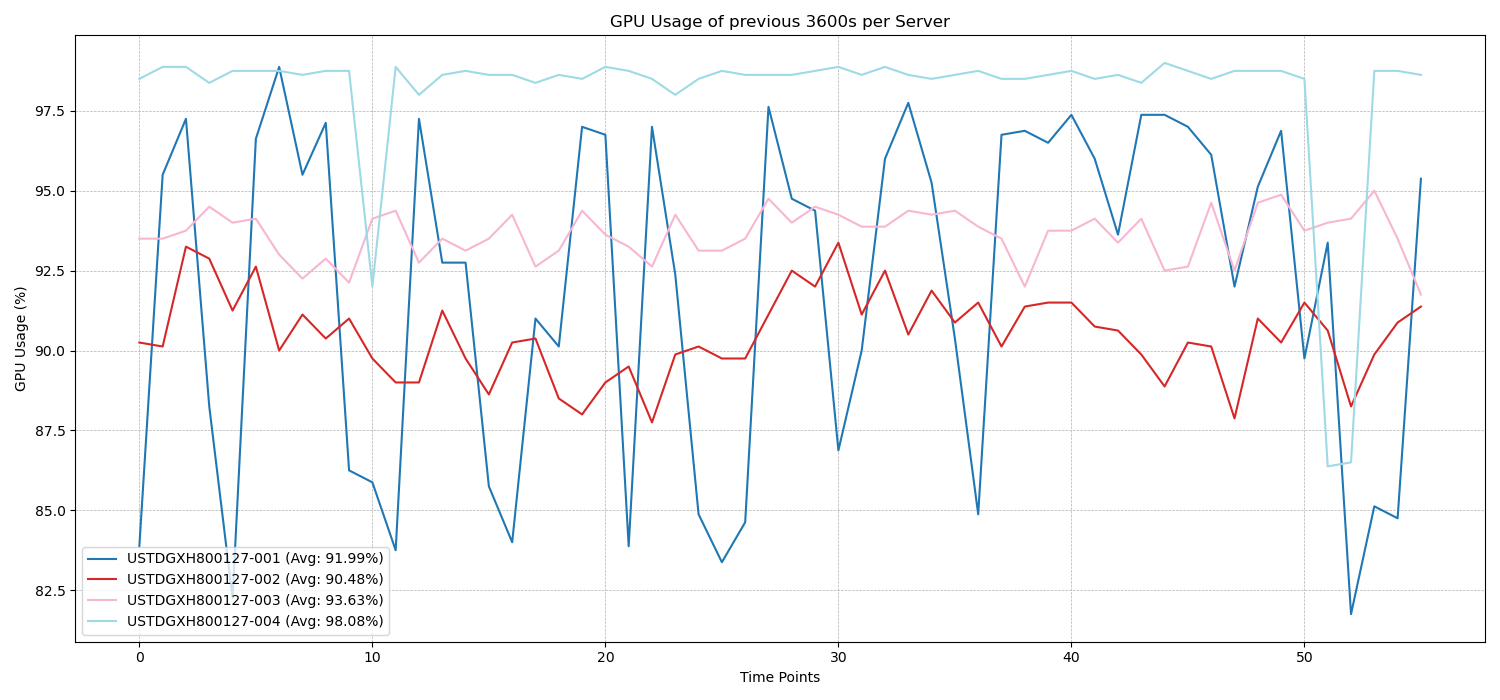 GPU Usage of previous 3600s per Server
GPU Usage (%)
97.5
95.0
92.5
90.0
87.5
85.0
82.5
USTDGXH800127-001 (Avg: 91.99%)
USTDGXH800127-002 (Avg: 90.48%)
USTDGXH800127-003 (Avg: 93.63%)
USTDGXH800127-004 (Avg: 98.08%)
0 10 20 30 40 50
Time Points